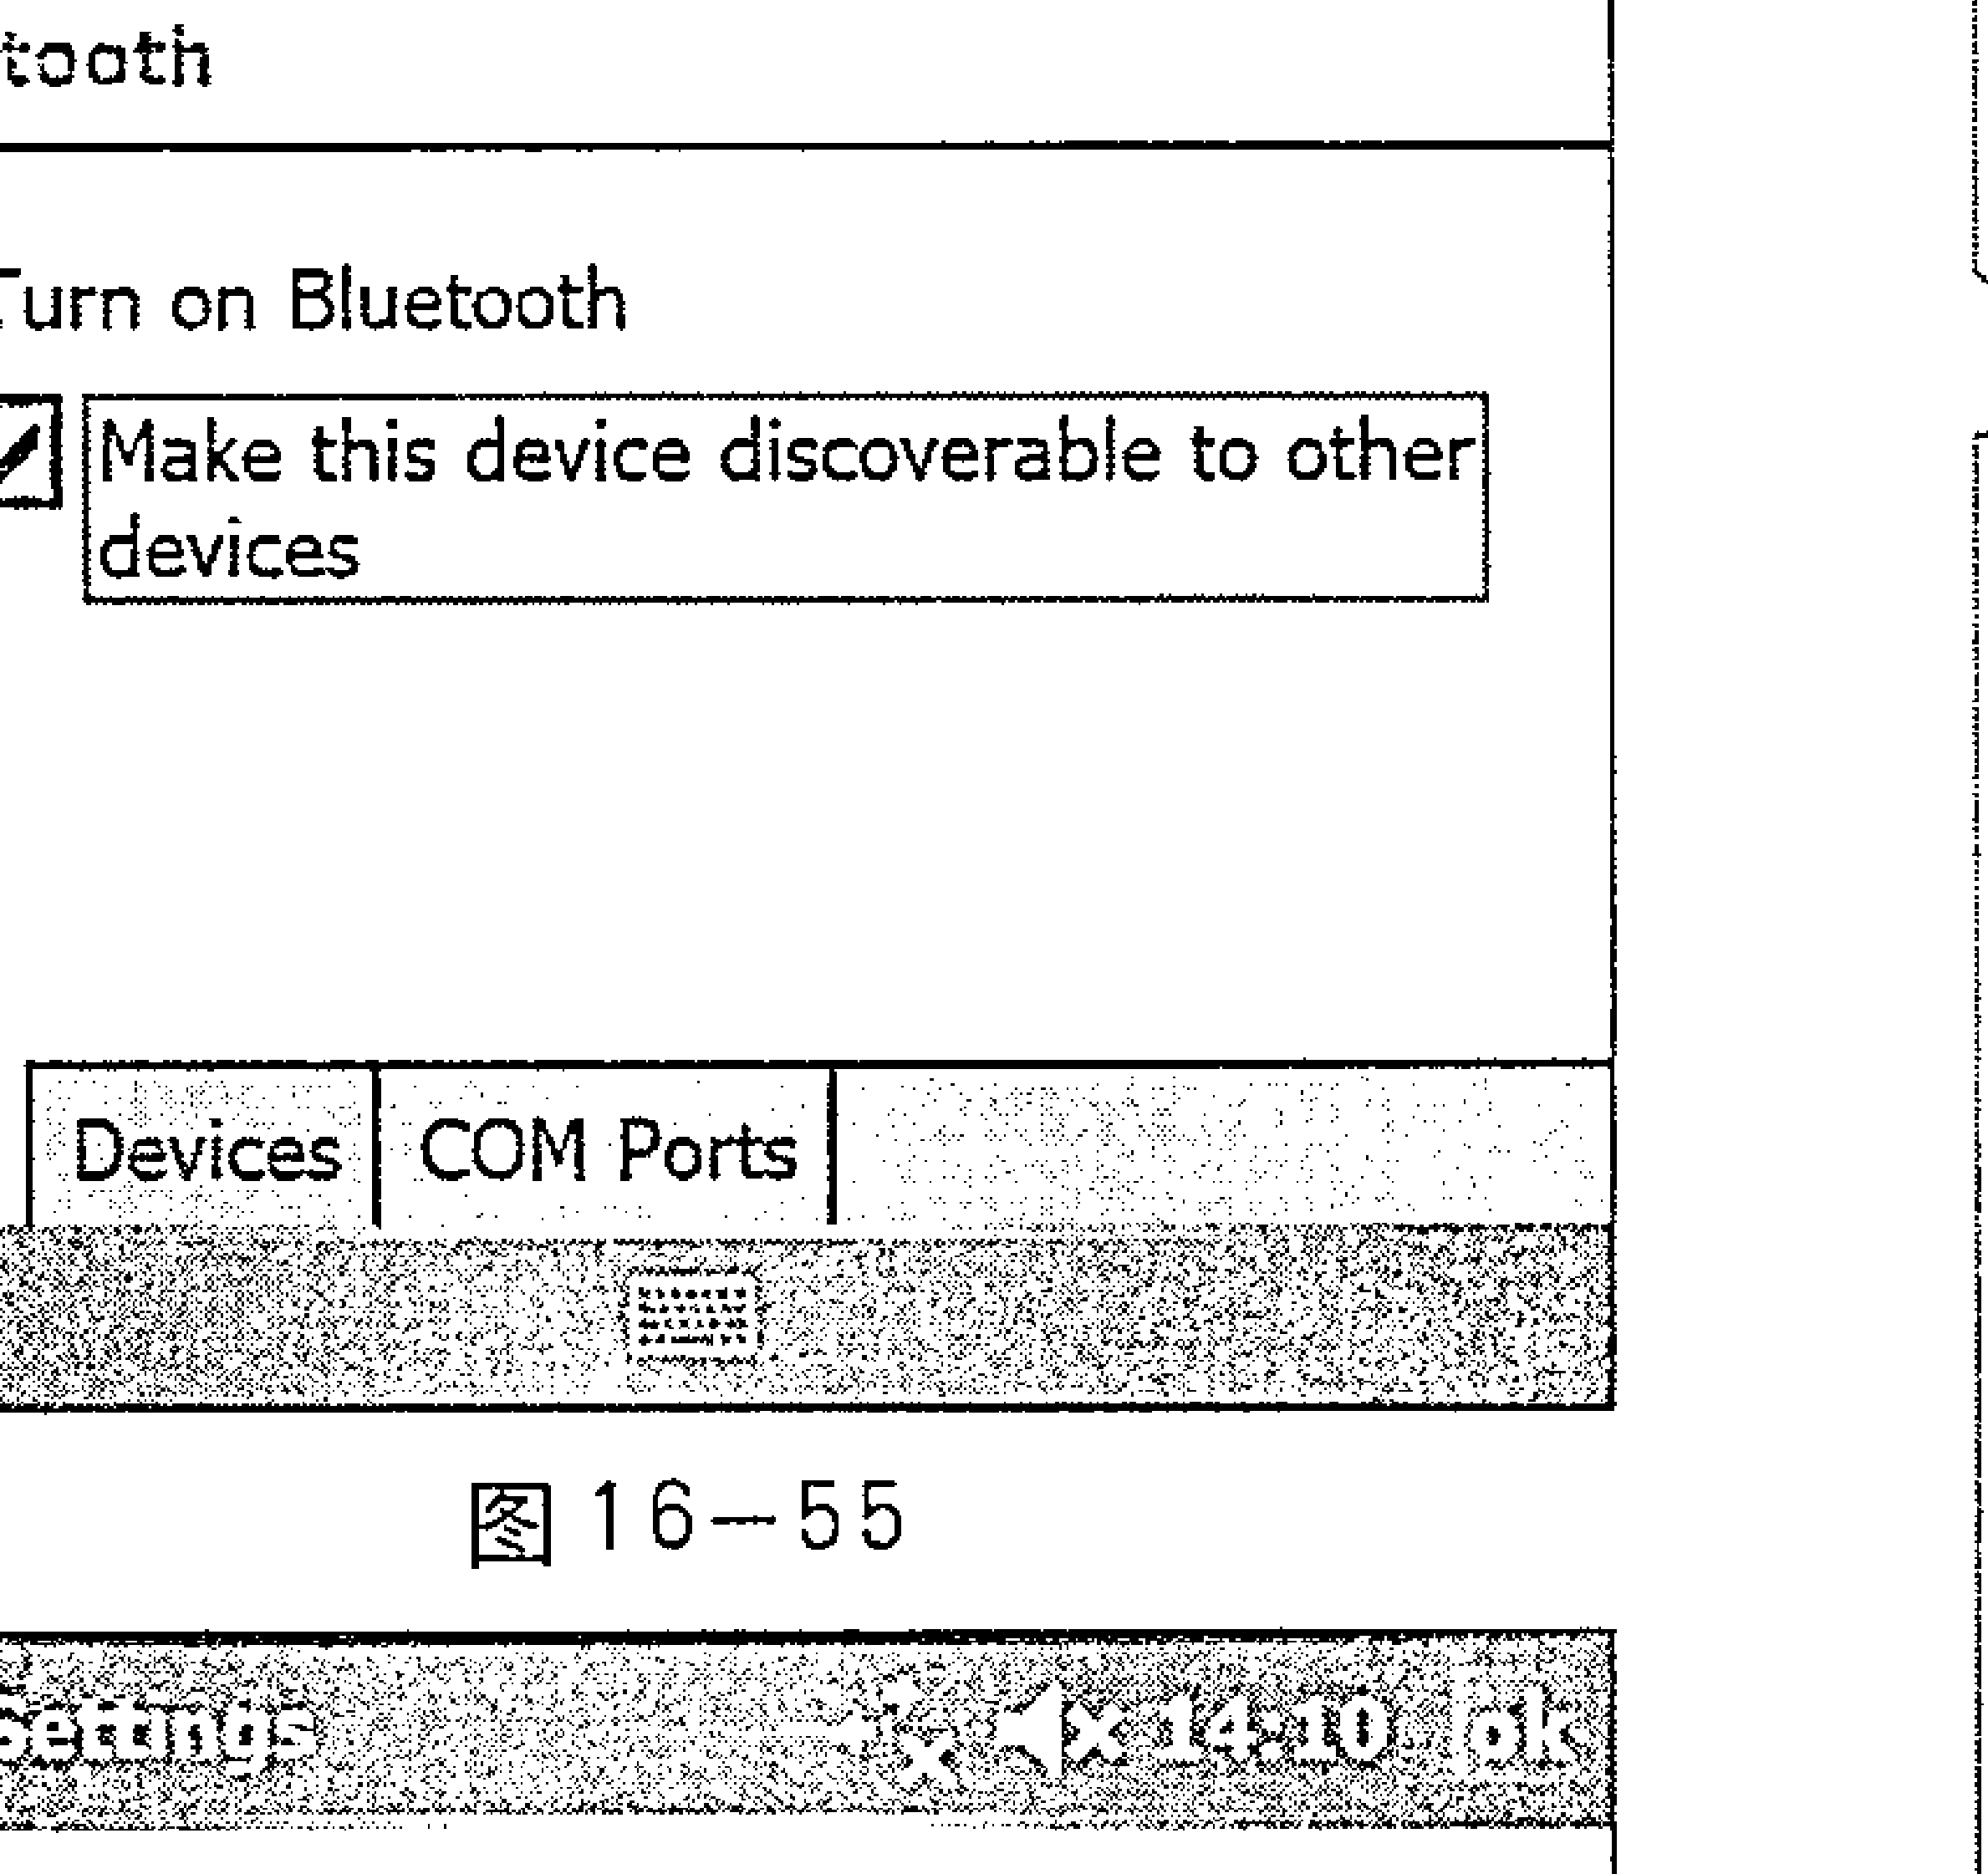 tooth
Turn on Bluetooth
Make this device discoverable to other
devices
Devices COM Ports
图 16—55
Settings 14:10 ok